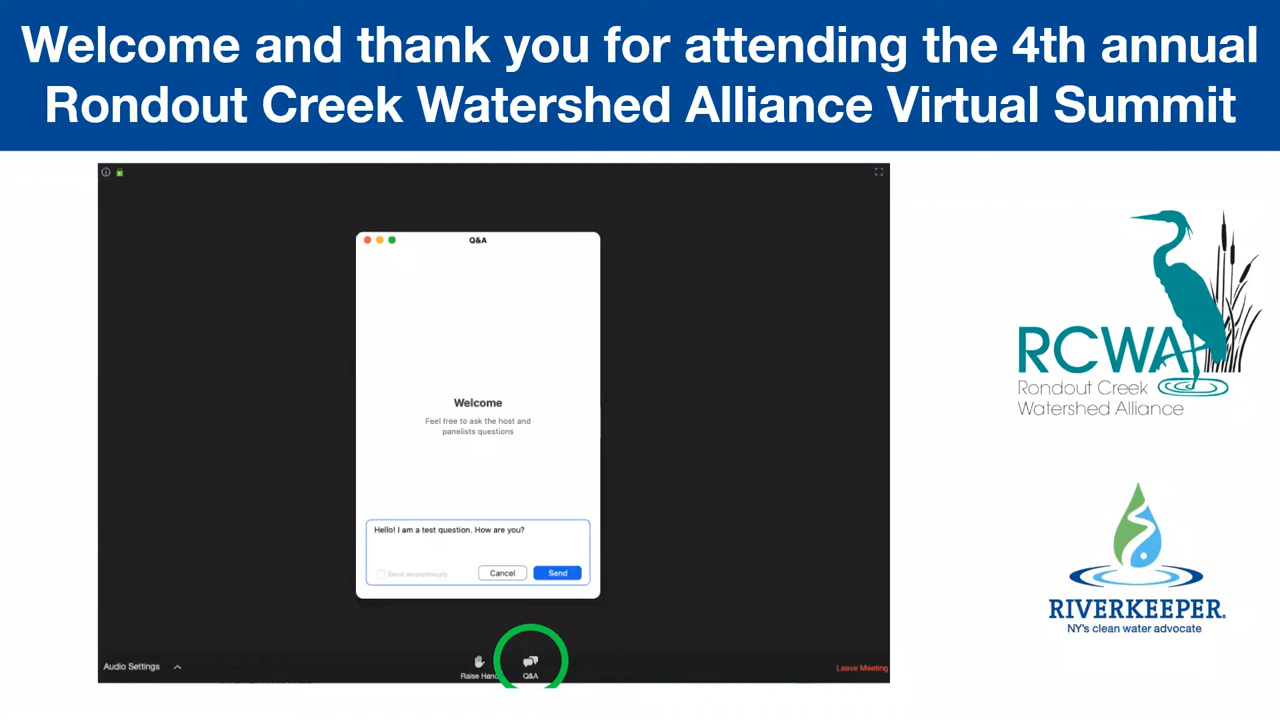 Welcome and thank you for attending the 4th annual
Rondout Creek Watershed Alliance Virtual Summit
Q&A
Welcome
Feel free to ask the host and
panelists questions
Hello! I am a test question. How are you?
Send anonymously
Cancel
Send
Audio Settings
Raise Hand
Q&A
Leave Meeting
RCWA
Rondout Creek
Watershed Alliance
RIVERKEEPER.
NY's clean water advocate